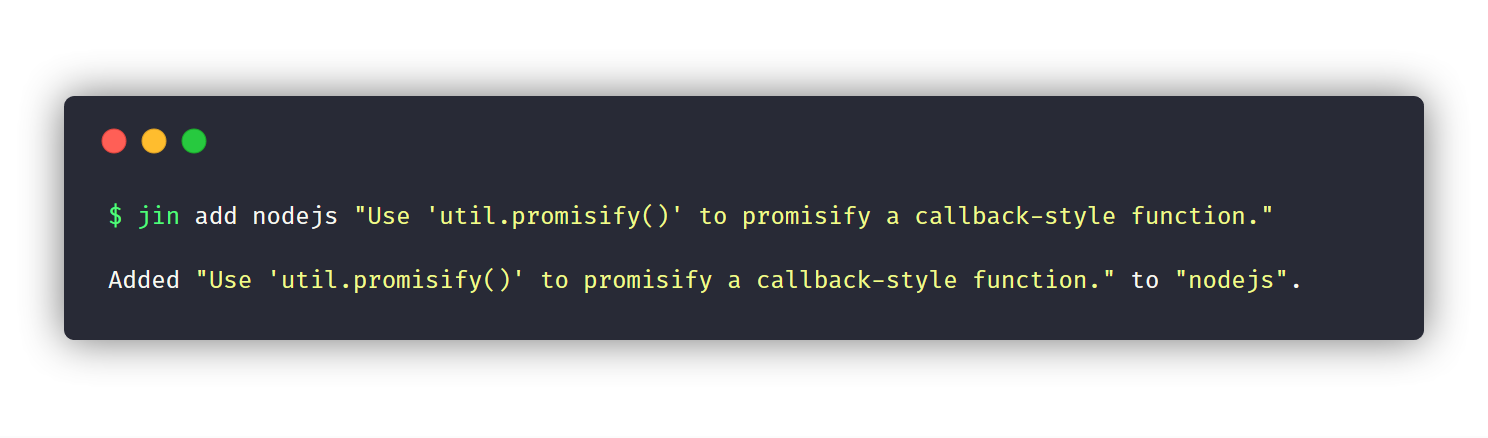 $ jin add nodejs "Use 'util.promisify()' to promisify a callback-style function."
Added "Use 'util.promisify()' to promisify a callback-style function." to "nodejs".